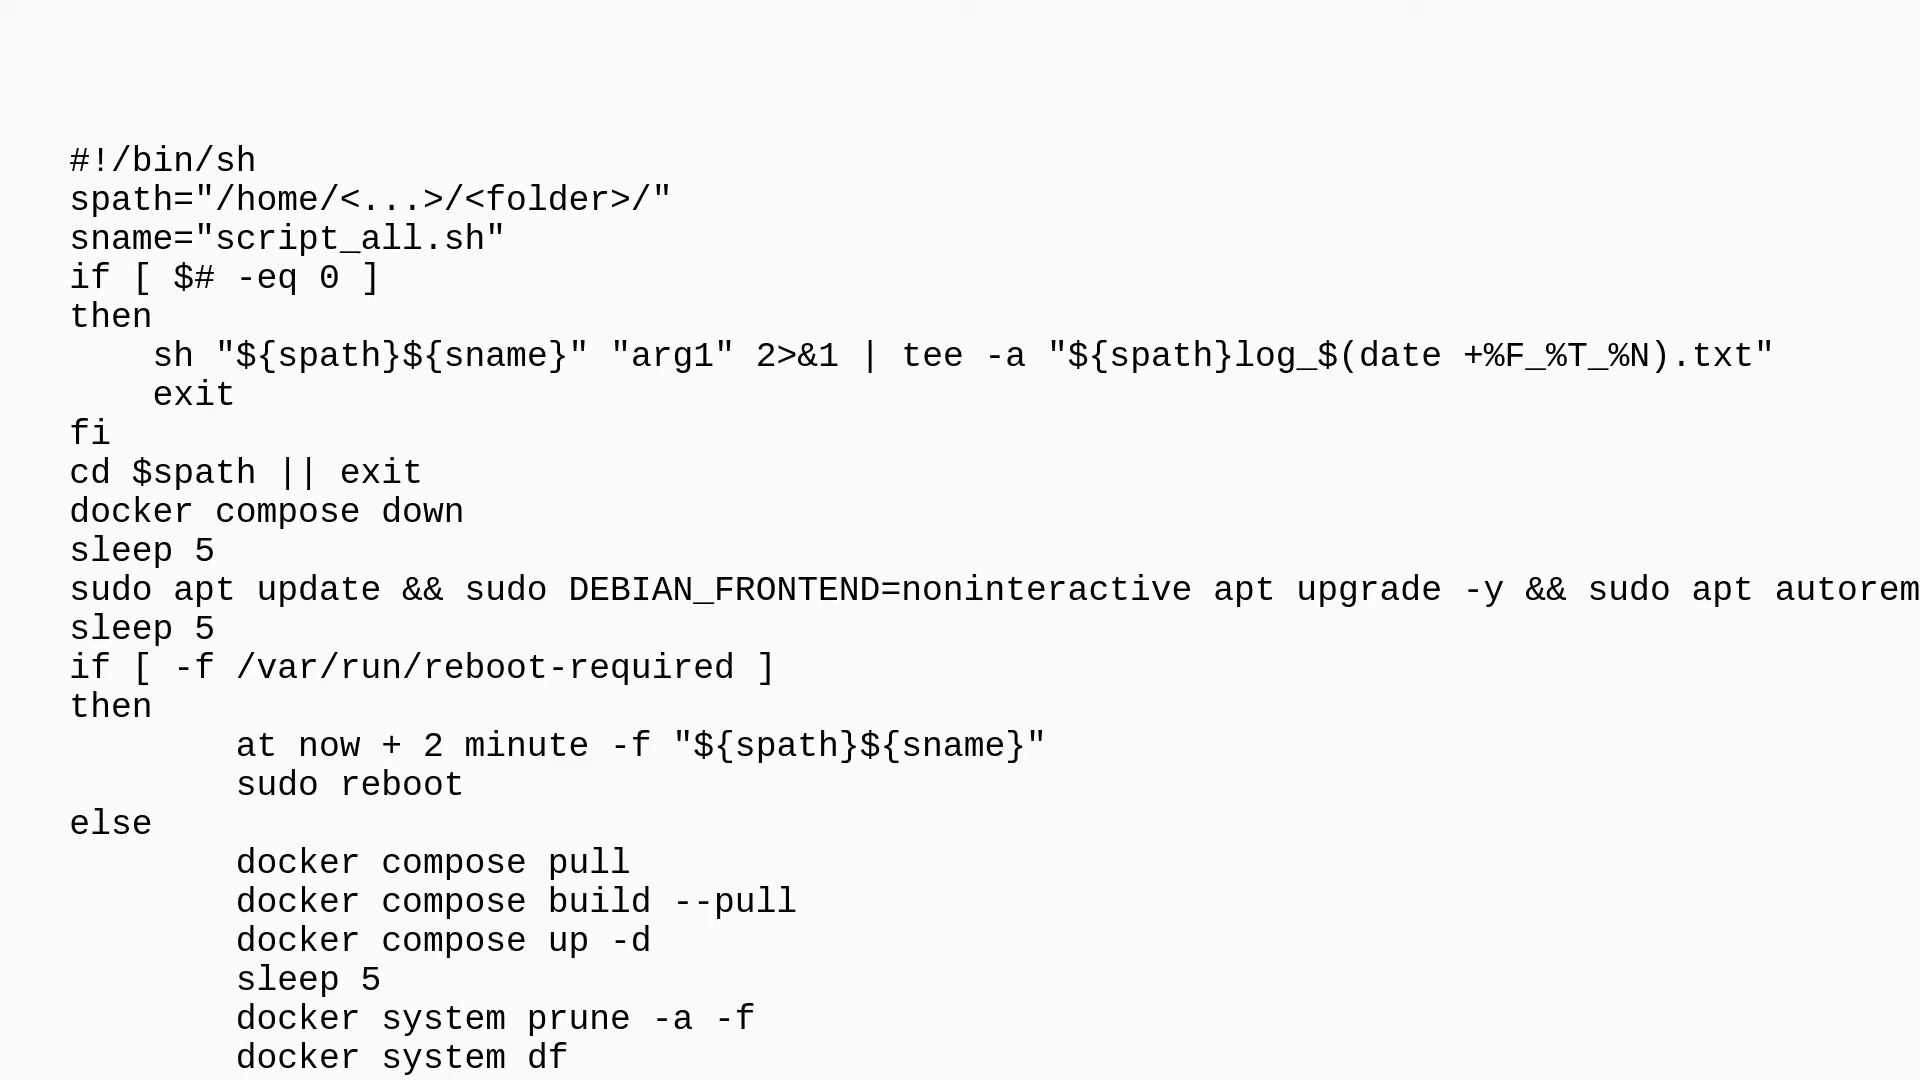 #!/bin/sh
spath="/home/<...>/<folder>/"
sname="script_all.sh"
if [ $# -eq 0 ]
then
    sh "${spath}${sname}" "arg1" 2>&1 | tee -a "${spath}log_$(date +%F_%T_%N).txt"
    exit
fi
cd $spath || exit
docker compose down
sleep 5
sudo apt update && sudo DEBIAN_FRONTEND=noninteractive apt upgrade -y && sudo apt autorem
sleep 5
if [ -f /var/run/reboot-required ]
then
        at now + 2 minute -f "${spath}${sname}"
        sudo reboot
else
        docker compose pull
        docker compose build --pull
        docker compose up -d
        sleep 5
        docker system prune -a -f
        docker system df